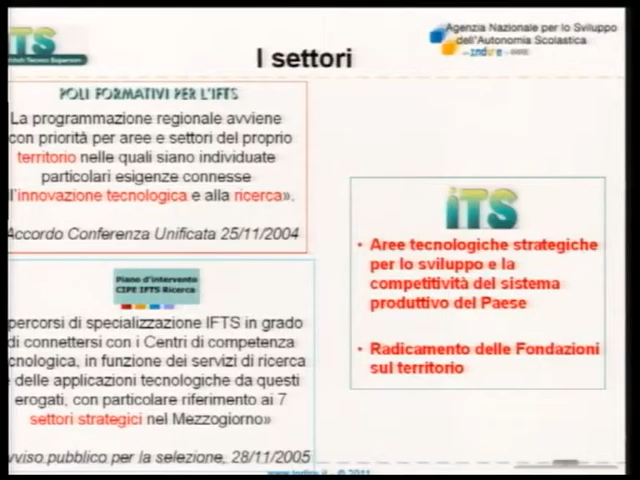 iTS
Agenzia Nazionale per lo Sviluppo
dell'Autonomia Scolastica
I settori
POLI FORMATIVI PER L'IFTS
La programmazione regionale avviene
con priorità per aree e settori del proprio
territorio nelle quali siano individuate
particolari esigenze connesse
l'innovazione tecnologica e alla ricerca».
Accordo Conferenza Unificata 25/11/2004
Piano d'intervento
CIPE IFTS Ricerca
percorsi di specializzazione IFTS in grado
di connettersi con i Centri di competenza
cnologica, in funzione dei servizi di ricerca
e delle applicazioni tecnologiche da questi
erogati, con particolare riferimento ai 7
settori strategici nel Mezzogiorno»
vviso pubblico per la selezione, 28/11/2005
iTS
• Aree tecnologiche strategiche
per lo sviluppo e la
competitività del sistema
produttivo del Paese
• Radicamento delle Fondazioni
sul territorio